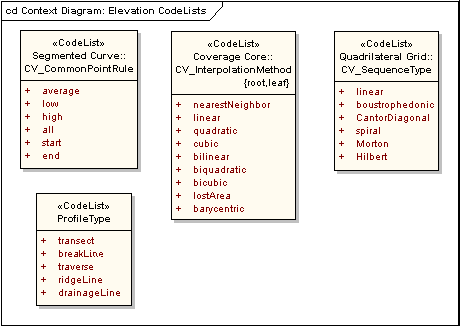 cd Context Diagram: Elevation CodeLists
«CodeList»
Segmented Curve::
CV_CommonPointRule
+ average
+ low
+ high
+ all
+ start
+ end
«CodeList»
Coverage Core::
CV_InterpolationMethod
{root,leaf}
+ nearestNeighbor
+ linear
+ quadratic
+ cubic
+ bilinear
+ biquadratic
+ bicubic
+ lostArea
+ barycentric
«CodeList»
Quadrilateral Grid::
CV_SequenceType
+ linear
+ boustrophedonic
+ CantorDiagonal
+ spiral
+ Morton
+ Hilbert
«CodeList»
ProfileType
+ transect
+ breakLine
+ traverse
+ ridgeLine
+ drainageLine